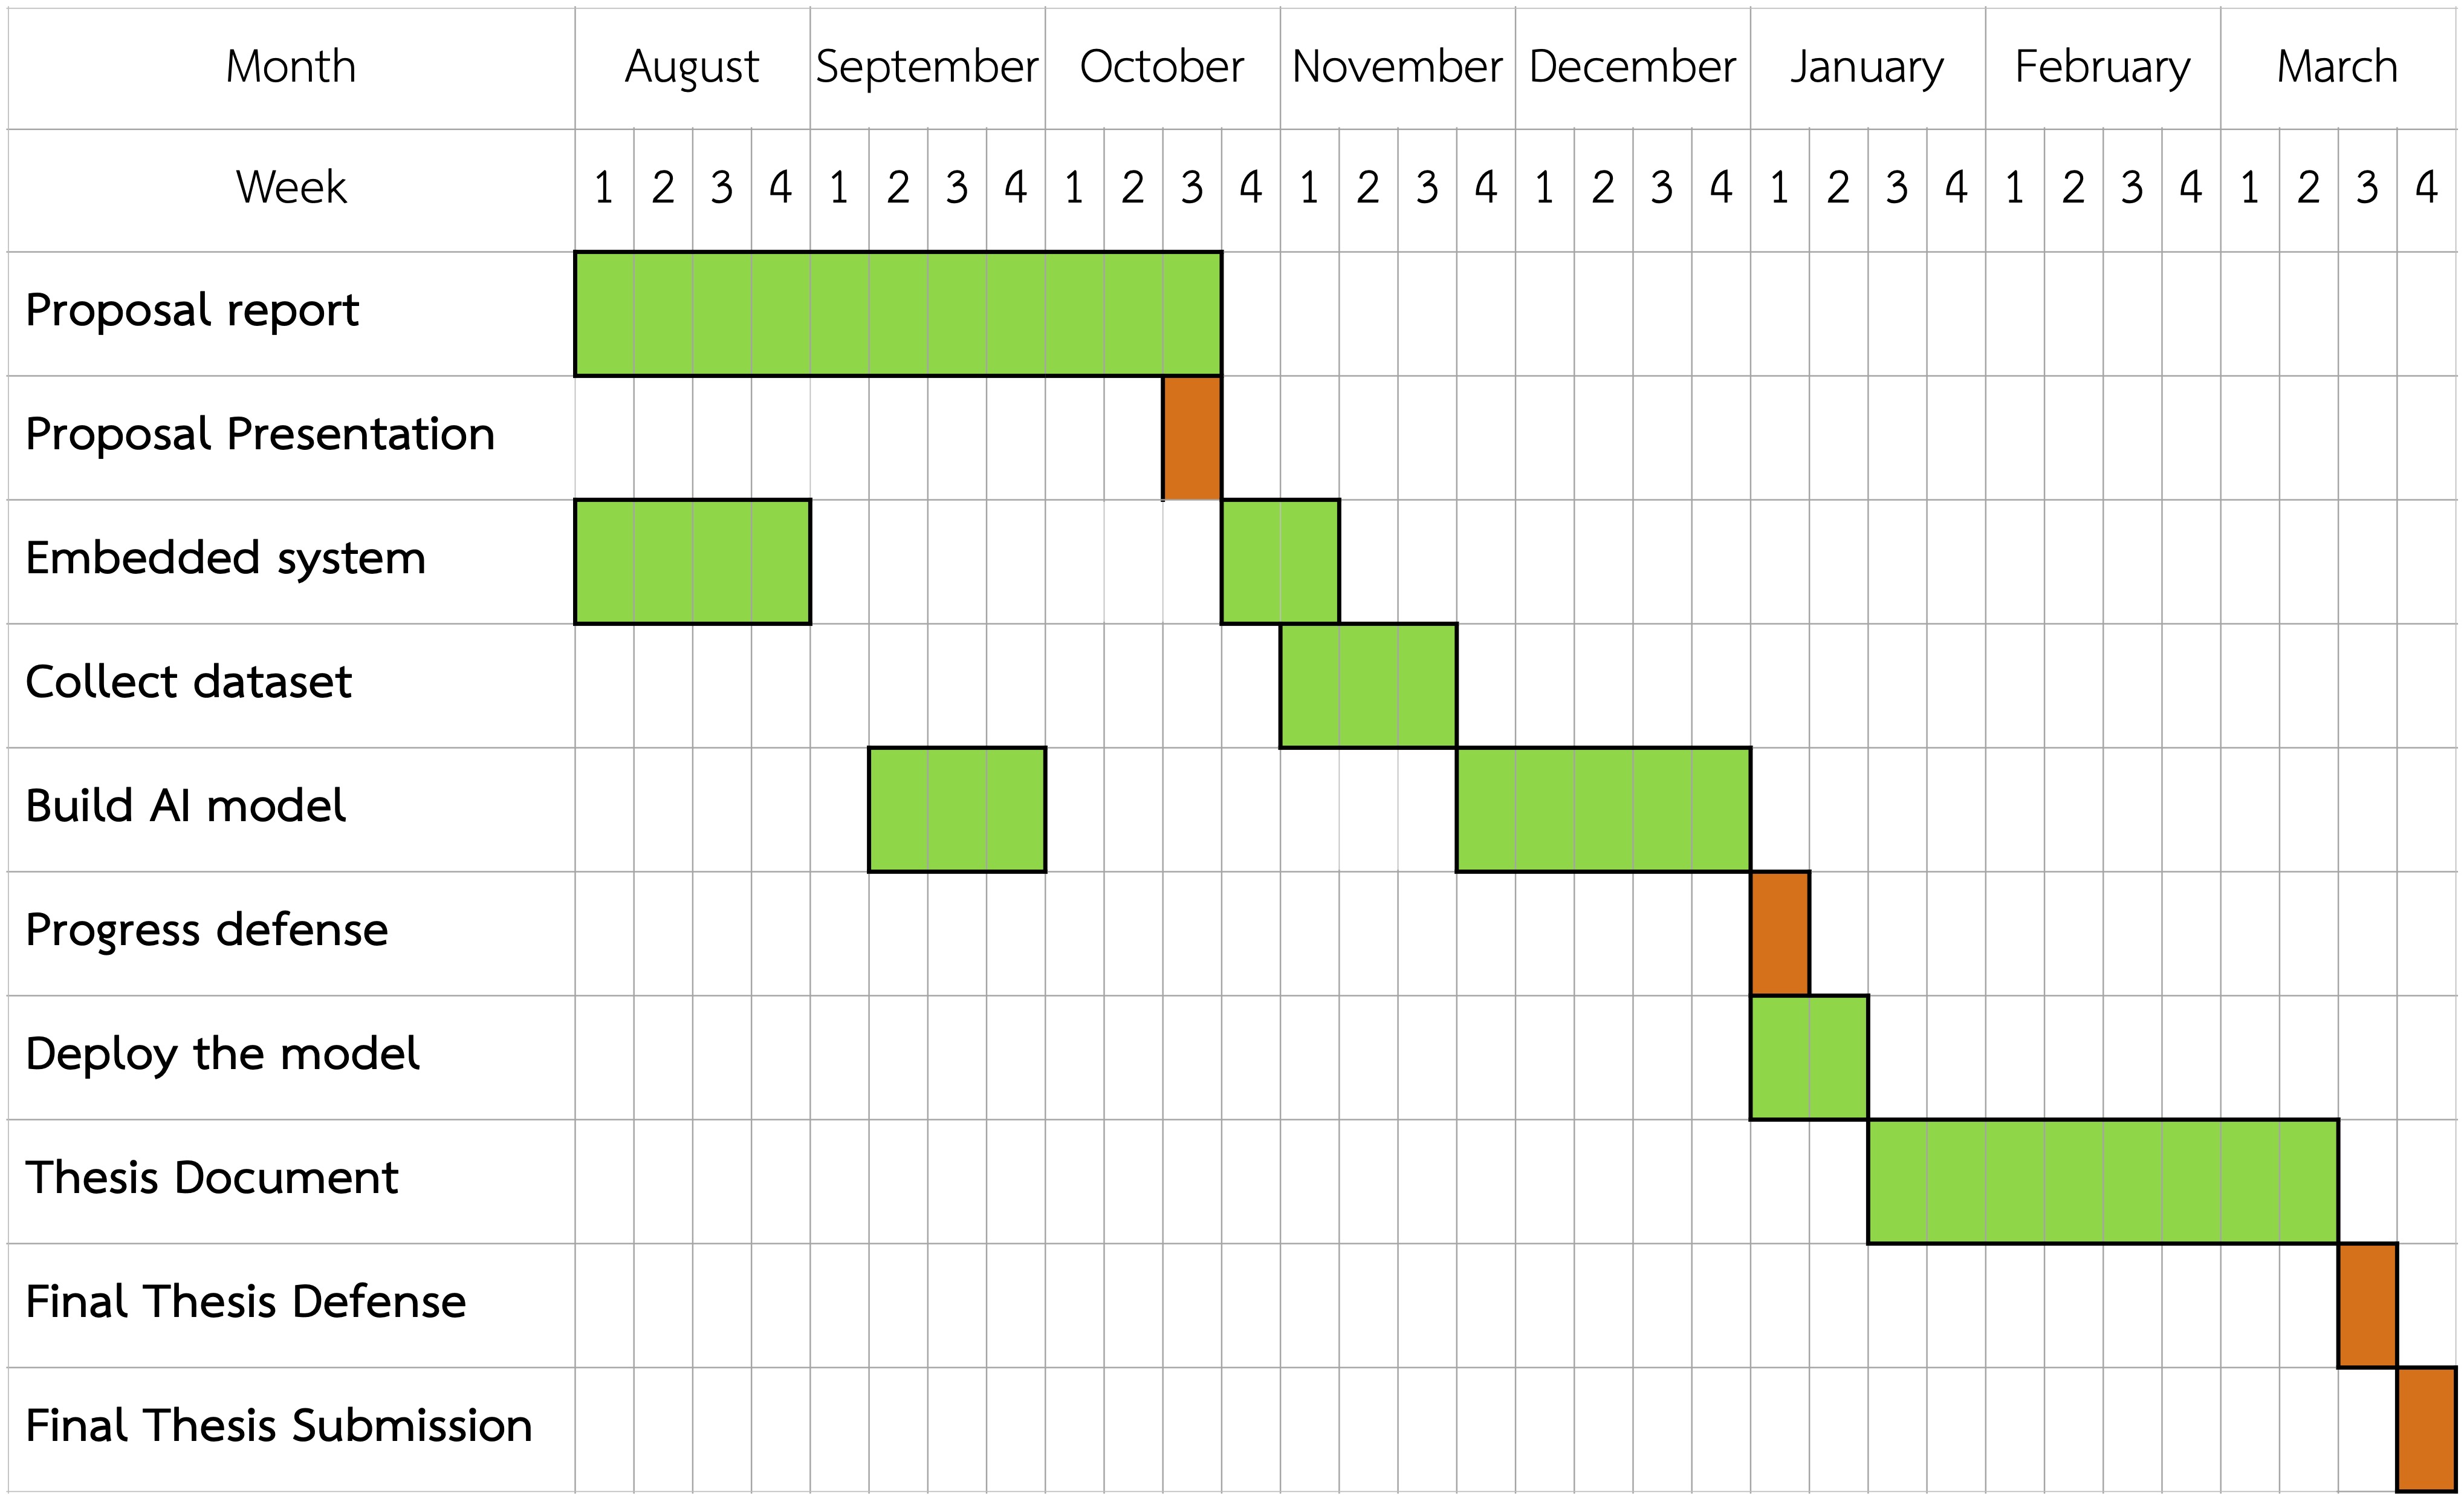 Month August September October November December January February March
Week 1 2 3 4 1 2 3 4 1 2 3 4 1 2 3 4 1 2 3 4 1 2 3 4 1 2 3 4 1 2 3 4
Proposal report
Proposal Presentation
Embedded system
Collect dataset
Build AI model
Progress defense
Deploy the model
Thesis Document
Final Thesis Defense
Final Thesis Submission